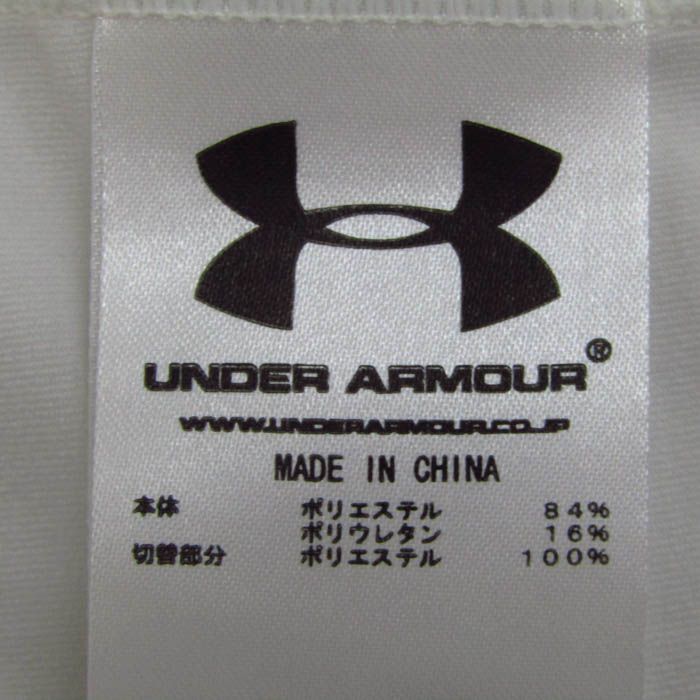 UNDER ARMOUR®
WWW.UNDERARMOUR.CO.JP
MADE IN CHINA
本体 ポリエステル 84%
ポリウレタン 16%
切替部分 ポリエステル 100%